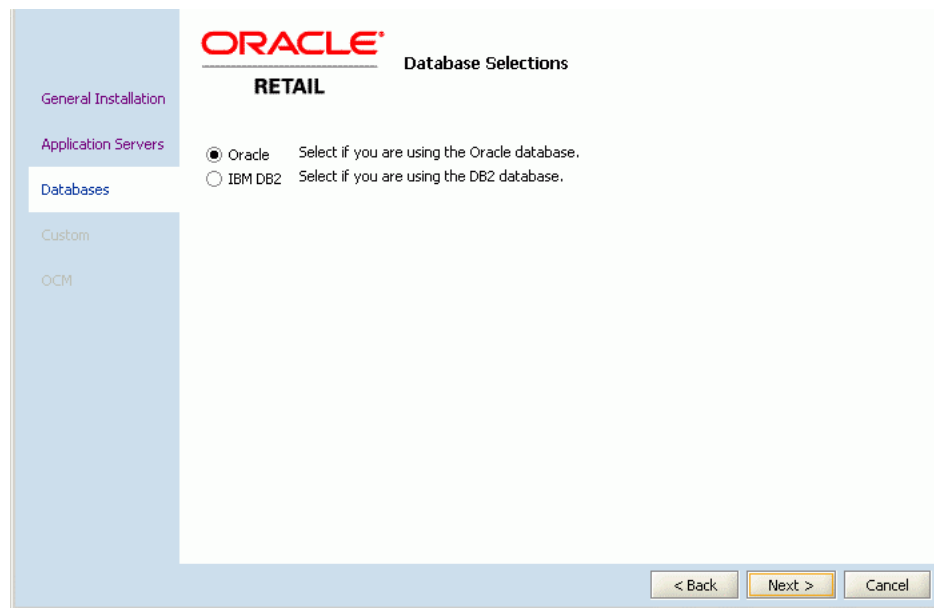 ORACLE
RETAIL
Database Selections
General Installation
Application Servers
Databases
Custom
OCM
Oracle Select if you are using the Oracle database.
IBM DB2 Select if you are using the DB2 database.
< Back Next > Cancel